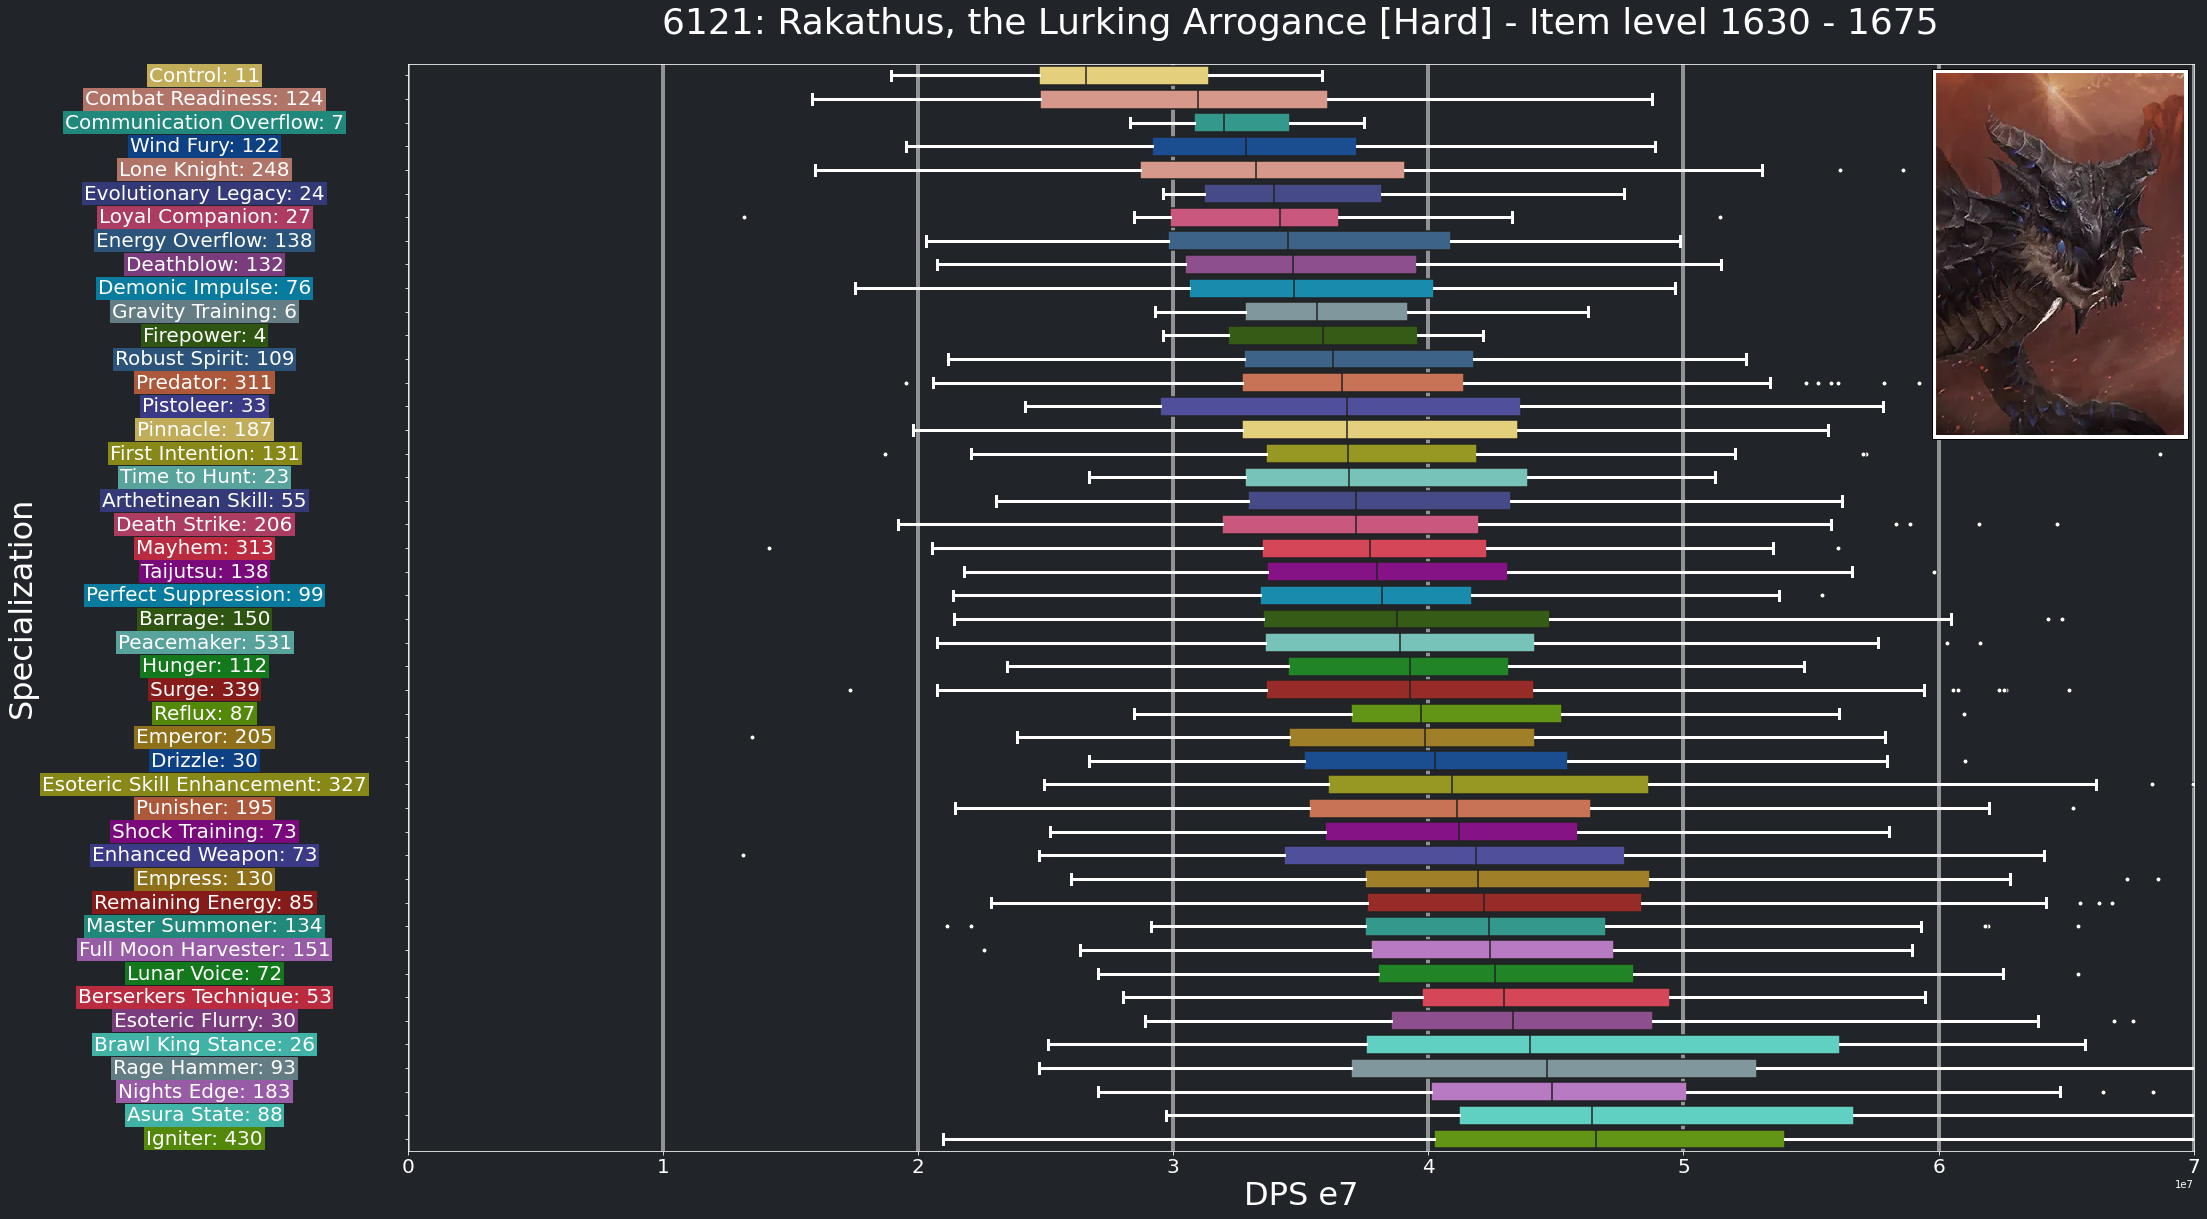 6121: Rakathus, the Lurking Arrogance [Hard] - Item level 1630 - 1675
Control: 11
Combat Readiness: 124
Communication Overflow: 7
Wind Fury: 122
Lone Knight: 248
Evolutionary Legacy: 24
Loyal Companion: 27
Energy Overflow: 138
Deathblow: 132
Demonic Impulse: 76
Gravity Training: 6
Firepower: 4
Robust Spirit: 109
Predator: 311
Pistoleer: 33
Pinnacle: 187
First Intention: 131
Time to Hunt: 23
Arthetinean Skill: 55
Death Strike: 206
Mayhem: 313
Taijutsu: 138
Perfect Suppression: 99
Barrage: 150
Peacemaker: 531
Hunger: 112
Surge: 339
Reflux: 87
Emperor: 205
Drizzle: 30
Esoteric Skill Enhancement: 327
Punisher: 195
Shock Training: 73
Enhanced Weapon: 73
Empress: 130
Remaining Energy: 85
Master Summoner: 134
Full Moon Harvester: 151
Lunar Voice: 72
Berserkers Technique: 53
Esoteric Flurry: 30
Brawl King Stance: 26
Rage Hammer: 93
Nights Edge: 183
Asura State: 88
Igniter: 430
Specialization
0 1 2 3 4 5 6 7
1e7
DPS e7